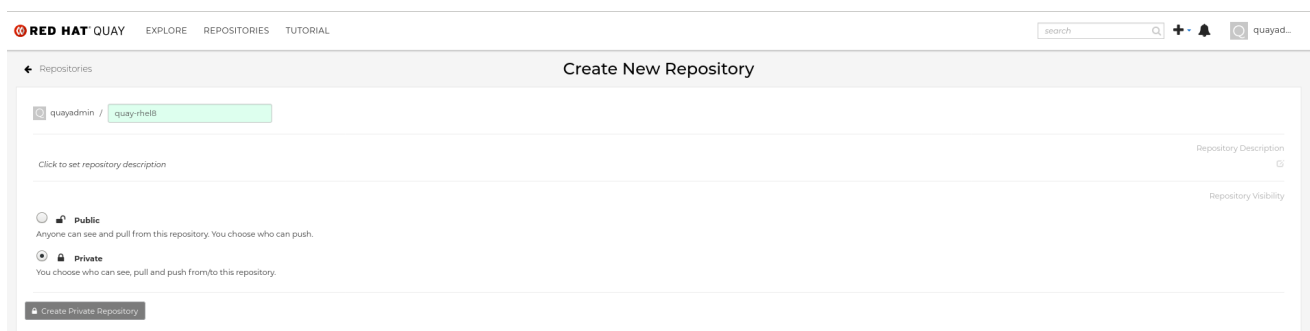 RED HAT QUAY EXPLORE REPOSITORIES TUTORIAL search quayad...
Repositories Create New Repository
quayadmin / quay-rhel8
Repository Description
Click to set repository description
Repository Visibility
Public
Anyone can see and pull from this repository. You choose who can push.
Private
You choose who can see, pull and push from/to this repository.
Create Private Repository